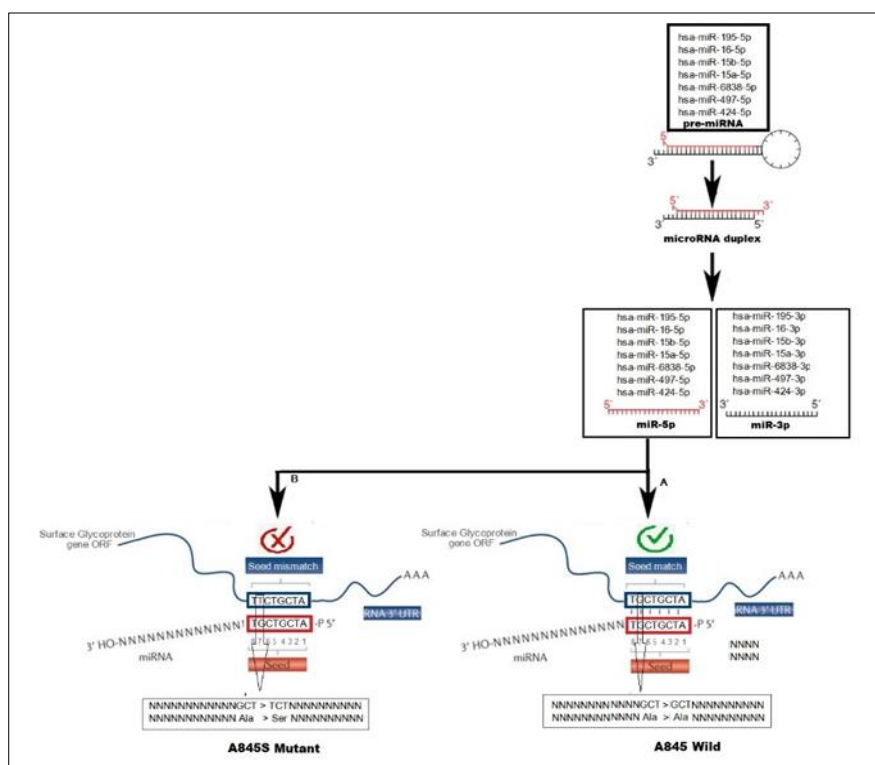 hsa-miR-195-5p
hsa-miR-16-5p
hsa-miR-15b-5p
hsa-miR-15a-5p
hsa-miR-6838-5p
hsa-miR-497-5p
hsa-miR-424-5p
pre-miRNA
5'
3'
5' 3'
3' 5'
microRNA duplex
hsa-miR-195-5p
hsa-miR-16-5p
hsa-miR-15b-5p
hsa-miR-15a-5p
hsa-miR-6838-5p
hsa-miR-497-5p
hsa-miR-424-5p
5' 3'
miR-5p
hsa-miR-195-3p
hsa-miR-16-3p
hsa-miR-15b-3p
hsa-miR-15a-3p
hsa-miR-6838-3p
hsa-miR-497-3p
hsa-miR-424-3p
3' 5'
miR-3p
B
A
Surface Glycoprotein
gene ORF
Seed mismatch
AAA
TTCTGCTA
RNA 3' UTR
TGCTGCTA
-P 5'
3' HO-NNNNNNNNNNNNN
miRNA
8 7 6 5 4 3 2 1
Seed
NNNNNNNNNNNNGCT > TCTNNNNNNNNNN
NNNNNNNNNNNN Ala > Ser NNNNNNNNNN
A845S Mutant
Surface Glycoprotein
gene ORF
Seed match
AAA
TGCTGCTA
RNA 3' UTR
TGCTGCTA
-P 5'
3' HO-NNNNNNNNNNNNN
miRNA
8 7 6 5 4 3 2 1
Seed
NNNN
NNNN
NNNNNNNNNNNNGCT > GCTNNNNNNNNNN
NNNNNNNNNNNN Ala > Ala NNNNNNNNNN
A845 Wild